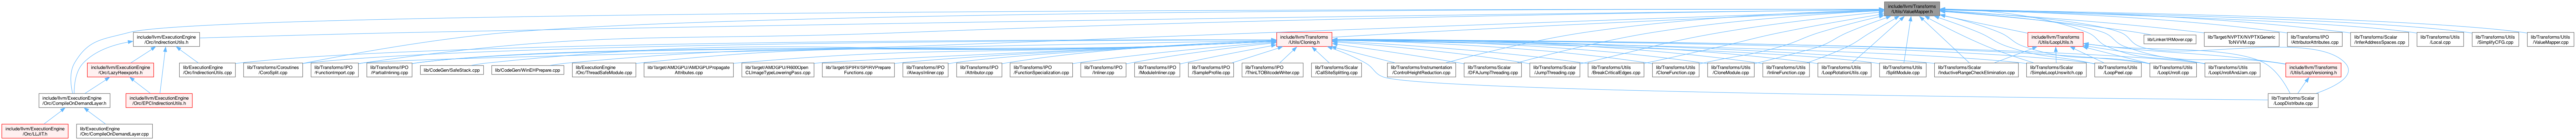 include/llvm/Transforms
/Utils/ValueMapper.h
include/llvm/ExecutionEngine
/Orc/IndirectionUtils.h
include/llvm/Transforms
/Utils/Cloning.h
include/llvm/Transforms
/Utils/LoopUtils.h
lib/Linker/IRMover.cpp
lib/Target/NVPTX/NVPTXGeneric
ToNVVM.cpp
lib/Transforms/IPO
/AttributorAttributes.cpp
lib/Transforms/Scalar
/InferAddressSpaces.cpp
lib/Transforms/Utils
/Local.cpp
lib/Transforms/Utils
/SimplifyCFG.cpp
lib/Transforms/Utils
/ValueMapper.cpp
include/llvm/ExecutionEngine
/Orc/LazyReexports.h
lib/ExecutionEngine
/Orc/IndirectionUtils.cpp
lib/Transforms/Coroutines
/CoroSplit.cpp
lib/Transforms/IPO
/FunctionImport.cpp
lib/Transforms/IPO
/PartialInlining.cpp
lib/CodeGen/SafeStack.cpp
lib/CodeGen/WinEHPrepare.cpp
lib/ExecutionEngine
/Orc/ThreadSafeModule.cpp
lib/Target/AMDGPU/AMDGPUPropagate
Attributes.cpp
lib/Target/AMDGPU/R600Open
CLImageTypeLoweringPass.cpp
lib/Target/SPIRV/SPIRVPrepare
Functions.cpp
lib/Transforms/IPO
/AlwaysInliner.cpp
lib/Transforms/IPO
/Attributor.cpp
lib/Transforms/IPO
/FunctionSpecialization.cpp
lib/Transforms/IPO
/Inliner.cpp
lib/Transforms/IPO
/ModuleInliner.cpp
lib/Transforms/IPO
/SampleProfile.cpp
lib/Transforms/IPO
/ThinLTOBitcodeWriter.cpp
lib/Transforms/Scalar
/CallSiteSplitting.cpp
lib/Transforms/Instrumentation
/ControlHeightReduction.cpp
lib/Transforms/Scalar
/DFAJumpThreading.cpp
lib/Transforms/Scalar
/JumpThreading.cpp
lib/Transforms/Utils
/BreakCriticalEdges.cpp
lib/Transforms/Utils
/CloneFunction.cpp
lib/Transforms/Utils
/CloneModule.cpp
lib/Transforms/Utils
/InlineFunction.cpp
lib/Transforms/Utils
/LoopRotationUtils.cpp
lib/Transforms/Utils
/SplitModule.cpp
lib/Transforms/Scalar
/InductiveRangeCheckElimination.cpp
lib/Transforms/Scalar
/SimpleLoopUnswitch.cpp
lib/Transforms/Utils
/LoopPeel.cpp
lib/Transforms/Utils
/LoopUnroll.cpp
lib/Transforms/Utils
/LoopUnrollAndJam.cpp
include/llvm/Transforms
/Utils/LoopVersioning.h
include/llvm/ExecutionEngine
/Orc/CompileOnDemandLayer.h
include/llvm/ExecutionEngine
/Orc/EPCIndirectionUtils.h
lib/Transforms/Scalar
/LoopDistribute.cpp
include/llvm/ExecutionEngine
/Orc/LLJIT.h
lib/ExecutionEngine
/Orc/CompileOnDemandLayer.cpp